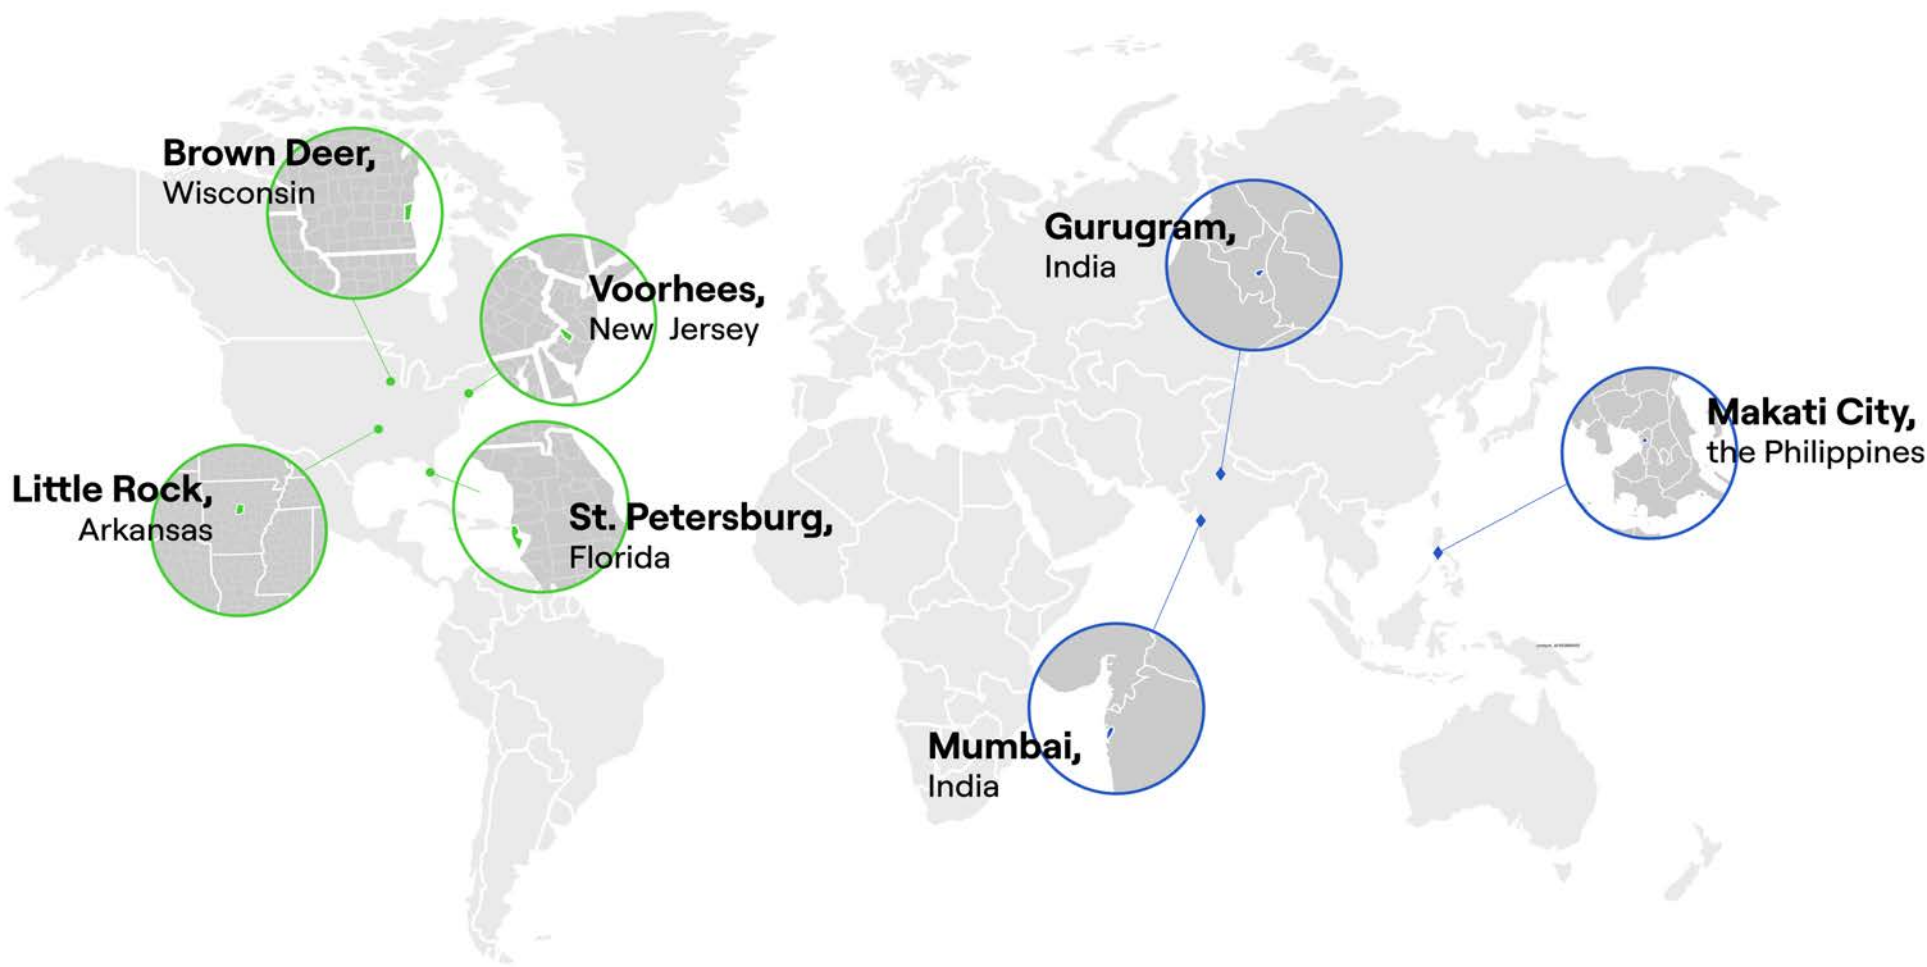 Brown Deer,
Wisconsin
Voorhees,
New Jersey
Gurugram,
India
Makati City,
the Philippines
Little Rock,
Arkansas
St. Petersburg,
Florida
Mumbai,
India